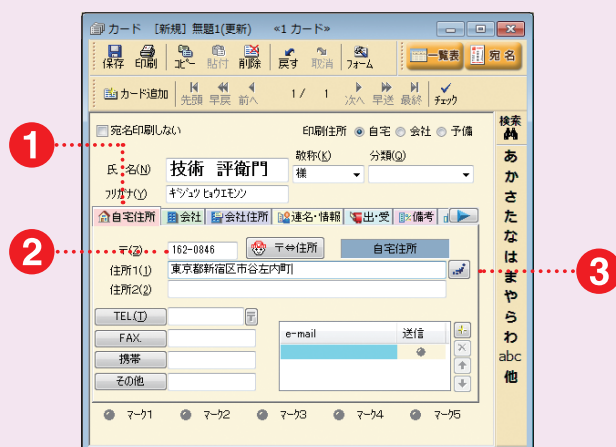 カード [新規] 無題1(更新) «1 カード»
保存 印刷 コピー 貼付 削除 戻す 取消 フォーム 一覧表 宛名
カード追加 先頭 早戻 前へ 1 / 1 次へ 早送 最終 チェック
検索
宛名印刷しない 印刷住所 自宅 会社 予備
敬称(K) 分類(Q)
氏 名(N) 技術 評衛門 様
フリガナ(Y) ギジュツ ヒョウエモン
自宅住所 会社 会社住所 連名・情報 出・受 備考
〒(Z) 162-0846 〒⇔住所 自宅住所
住所1(1) 東京都新宿区市谷左内町
住所2(2)
TEL(T) 〒
FAX.
携帯
その他
e-mail 送信
マーク1 マーク2 マーク3 マーク4 マーク5
あ
か
さ
た
な
は
ま
や
ら
わ
abc
他
1
2
3